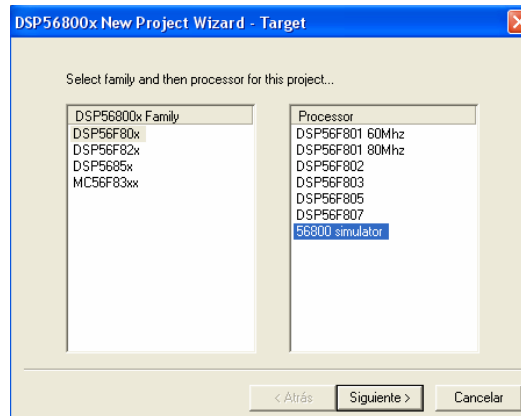 DSP56800x New Project Wizard - Target
Select family and then processor for this project...
DSP56800x Family
DSP56F80x
DSP56F82x
DSP5685x
MC56F83xx
Processor
DSP56F801 60Mhz
DSP56F801 80Mhz
DSP56F802
DSP56F803
DSP56F805
DSP56F807
56800 simulator
< Atrás
Siguiente >
Cancelar